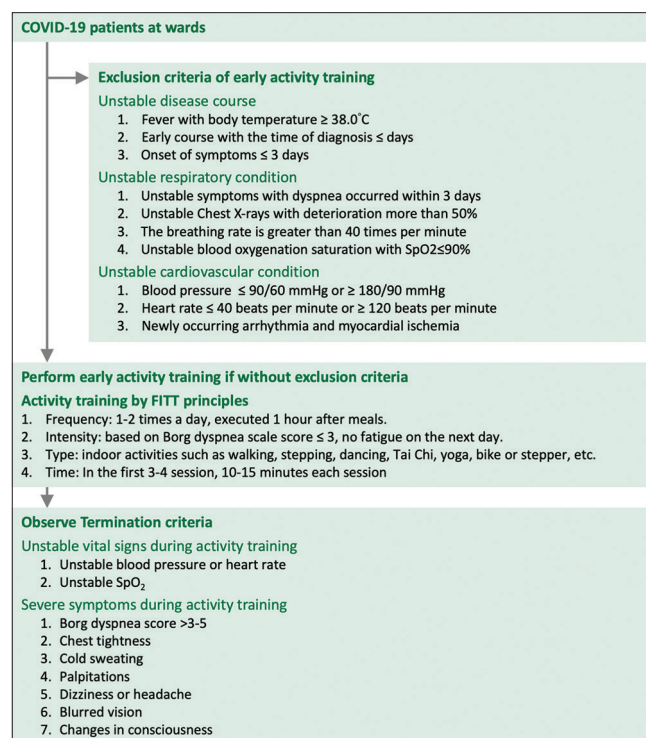 COVID-19 patients at wards
Exclusion criteria of early activity training
Unstable disease course
1. Fever with body temperature ≥ 38.0°C
2. Early course with the time of diagnosis ≤ days
3. Onset of symptoms ≤ 3 days
Unstable respiratory condition
1. Unstable symptoms with dyspnea occurred within 3 days
2. Unstable Chest X-rays with deterioration more than 50%
3. The breathing rate is greater than 40 times per minute
4. Unstable blood oxygenation saturation with SpO2≤90%
Unstable cardiovascular condition
1. Blood pressure ≤ 90/60 mmHg or ≥ 180/90 mmHg
2. Heart rate ≤ 40 beats per minute or ≥ 120 beats per minute
3. Newly occurring arrhythmia and myocardial ischemia
Perform early activity training if without exclusion criteria
Activity training by FITT principles
1. Frequency: 1-2 times a day, executed 1 hour after meals.
2. Intensity: based on Borg dyspnea scale score ≤ 3, no fatigue on the next day.
3. Type: indoor activities such as walking, stepping, dancing, Tai Chi, yoga, bike or stepper, etc.
4. Time: In the first 3-4 session, 10-15 minutes each session
Observe Termination criteria
Unstable vital signs during activity training
1. Unstable blood pressure or heart rate
2. Unstable SpO₂
Severe symptoms during activity training
1. Borg dyspnea score >3-5
2. Chest tightness
3. Cold sweating
4. Palpitations
5. Dizziness or headache
6. Blurred vision
7. Changes in consciousness